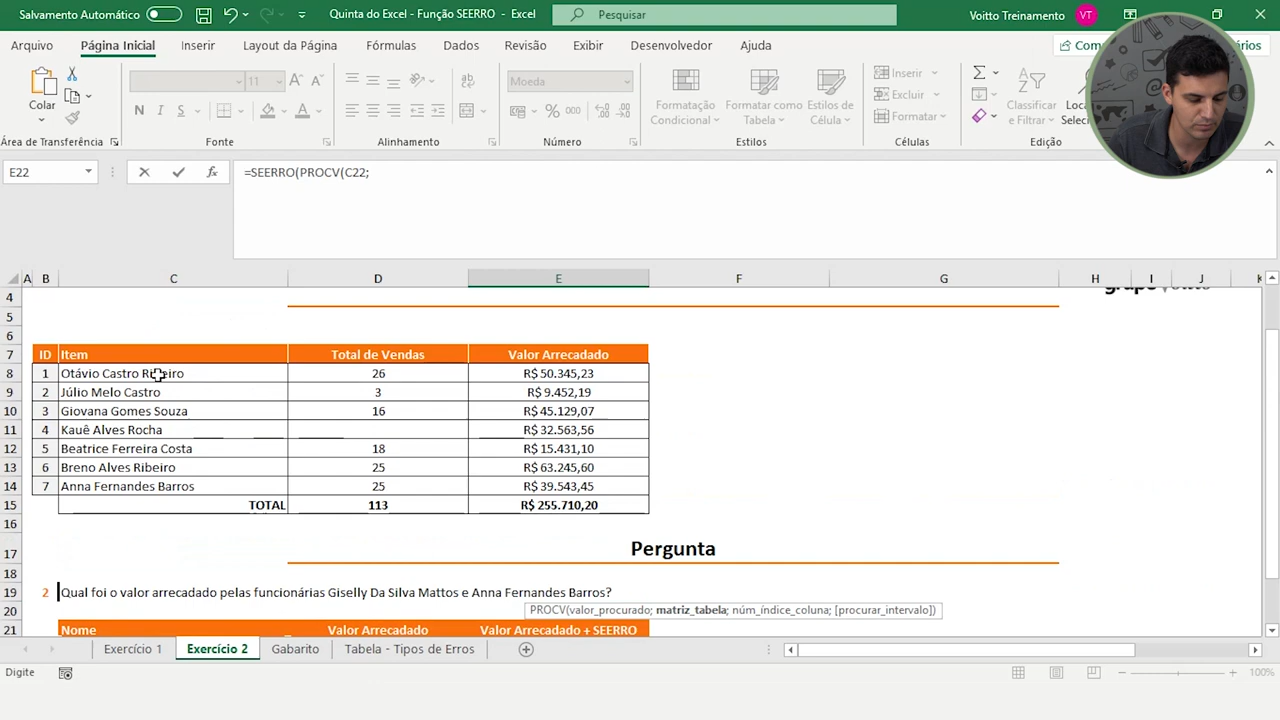 Salvamento Automático
Quinta do Excel - Função SEERRO - Excel
Pesquisar
Voitto Treinamento
VT
Arquivo
Página Inicial
Inserir
Layout da Página
Fórmulas
Dados
Revisão
Exibir
Desenvolvedor
Ajuda
Colar
Área de Transferência
11
N I S
Fonte
Alinhamento
Moeda
% 000
Número
Formatação Condicional
Formatar como Tabela
Estilos de Célula
Estilos
Inserir
Excluir
Formatar
Células
Classificar e Filtrar
Edição
E22
=SEERRO(PROCV(C22;
A B C D E F G H I J K
4
5
6
7 ID Item Total de Vendas Valor Arrecadado
8 1 Otávio Castro Ribeiro 26 R$ 50.345,23
9 2 Júlio Melo Castro 3 R$ 9.452,19
10 3 Giovana Gomes Souza 16 R$ 45.129,07
11 4 Kauê Alves Rocha R$ 32.563,56
12 5 Beatrice Ferreira Costa 18 R$ 15.431,10
13 6 Breno Alves Ribeiro 25 R$ 63.245,60
14 7 Anna Fernandes Barros 25 R$ 39.543,45
15 TOTAL 113 R$ 255.710,20
16
17 Pergunta
18
19 2 Qual foi o valor arrecadado pelas funcionárias Giselly Da Silva Mattos e Anna Fernandes Barros?
20 PROCV(valor_procurado; matriz_tabela; núm_índice_coluna; [procurar_intervalo])
21 Nome Valor Arrecadado Valor Arrecadado + SEERRO
Exercício 1
Exercício 2
Gabarito
Tabela - Tipos de Erros
Digite
100%